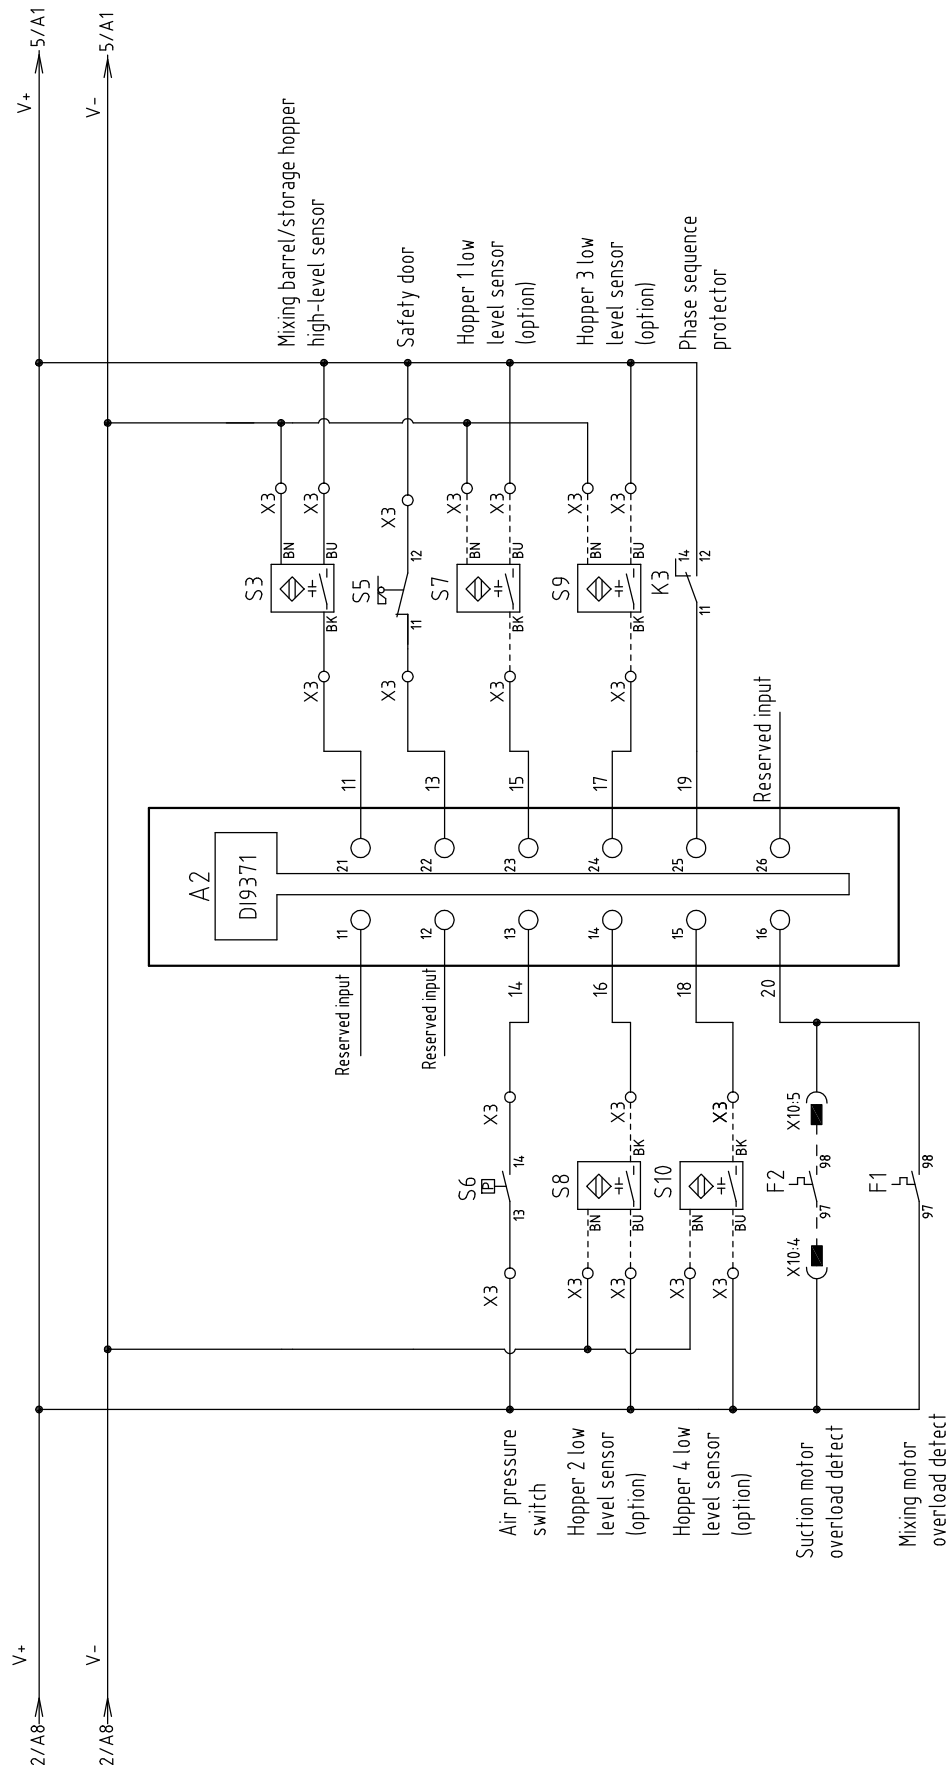 2/A8
V+
V+
5/A1
2/A8
V-
V-
5/A1
Mixing barrel/storage hopper
high-level sensor
Safety door
Hopper 1 low
level sensor
(option)
Hopper 3 low
level sensor
(option)
Phase sequence
protector
X3
X3
X3
X3
X3
X3
X3
S3
BN
BU
BK
S5
12
11
S7
BN
BU
BK
S9
BN
BU
BK
K3
14
12
11
X3
X3
X3
X3
11
13
15
17
19
Reserved input
A2
DI9371
21
22
23
24
25
26
11
12
13
14
15
16
Reserved input
Reserved input
14
16
18
20
X3
X3
X3
X10:5
S6
P
14
13
S8
BK
BN
BU
S10
BK
BN
BU
F2
98
97
F1
98
97
X3
X3
X3
X3
X3
X10:4
Air pressure
switch
Hopper 2 low
level sensor
(option)
Hopper 4 low
level sensor
(option)
Suction motor
overload detect
Mixing motor
overload detect